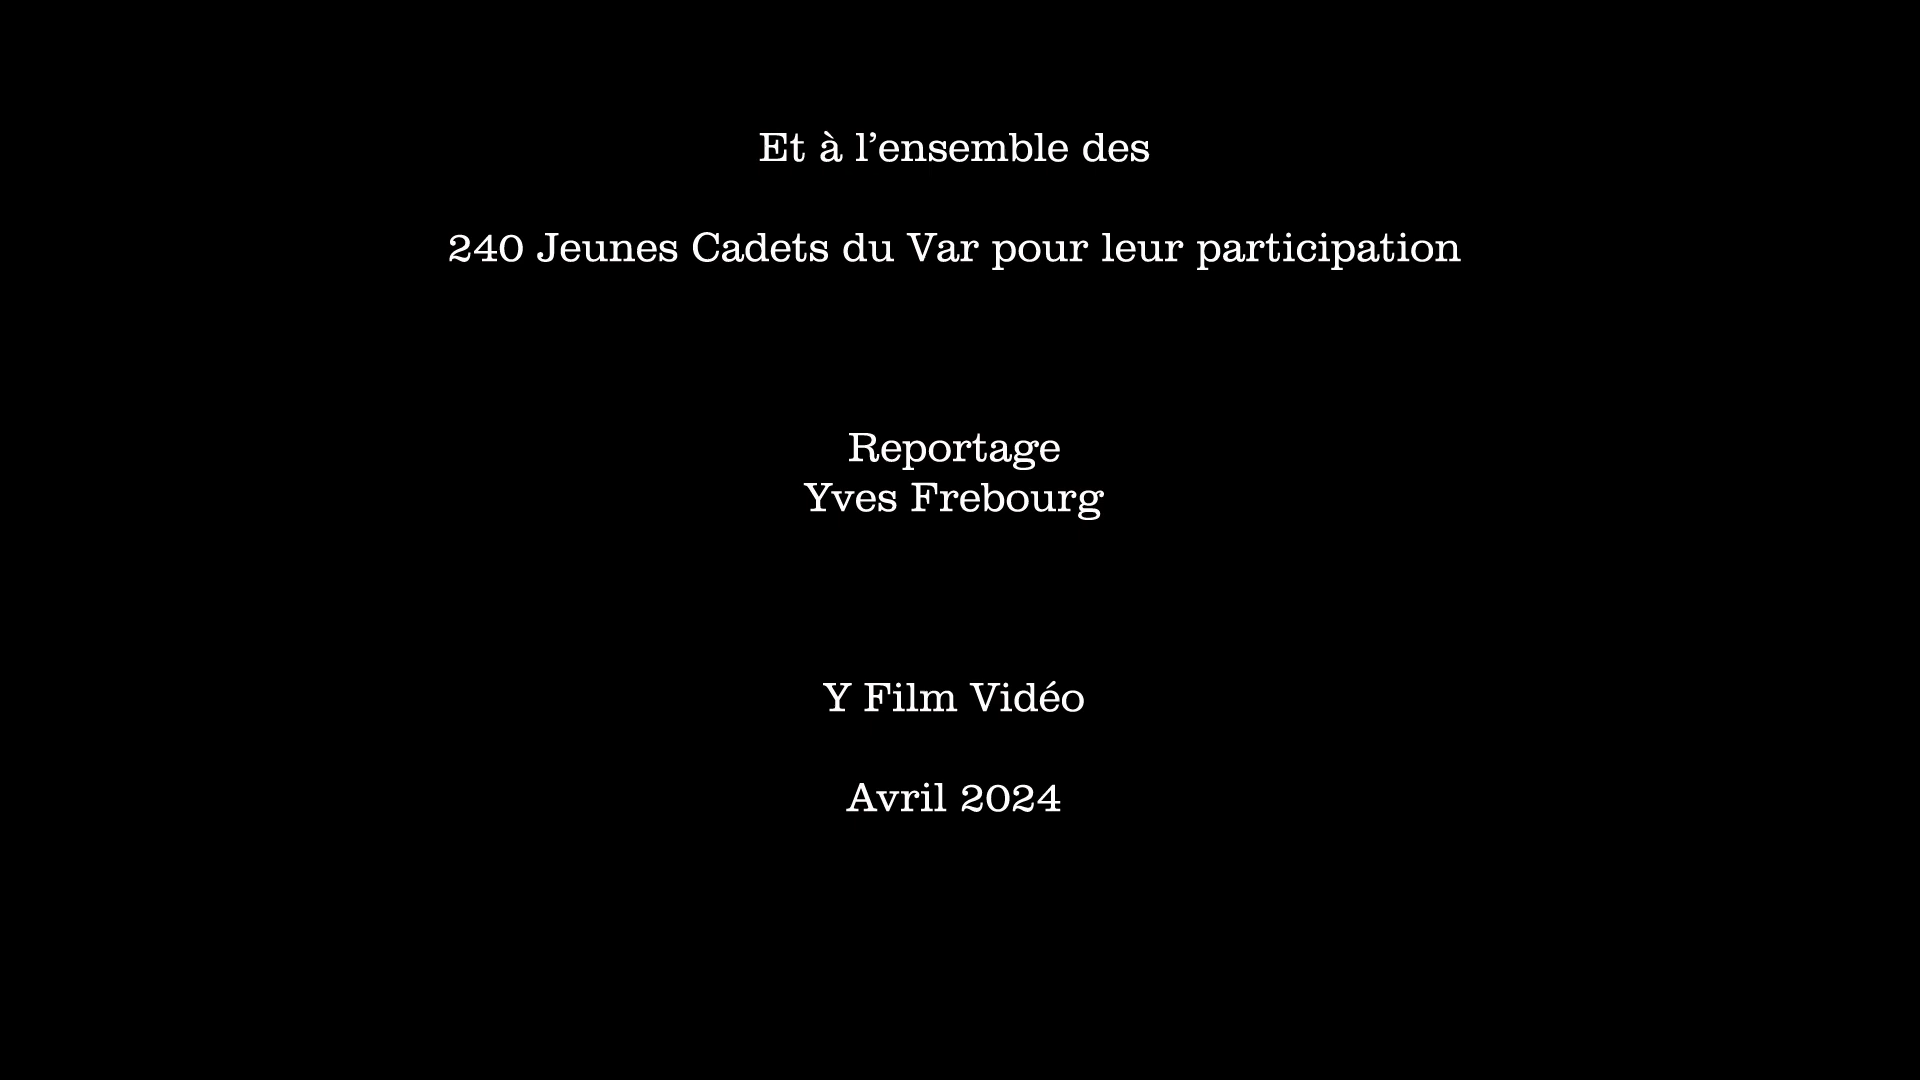 Et à l’ensemble des
240 Jeunes Cadets du Var pour leur participation
Reportage
Yves Frebourg
Y Film Vidéo
Avril 2024